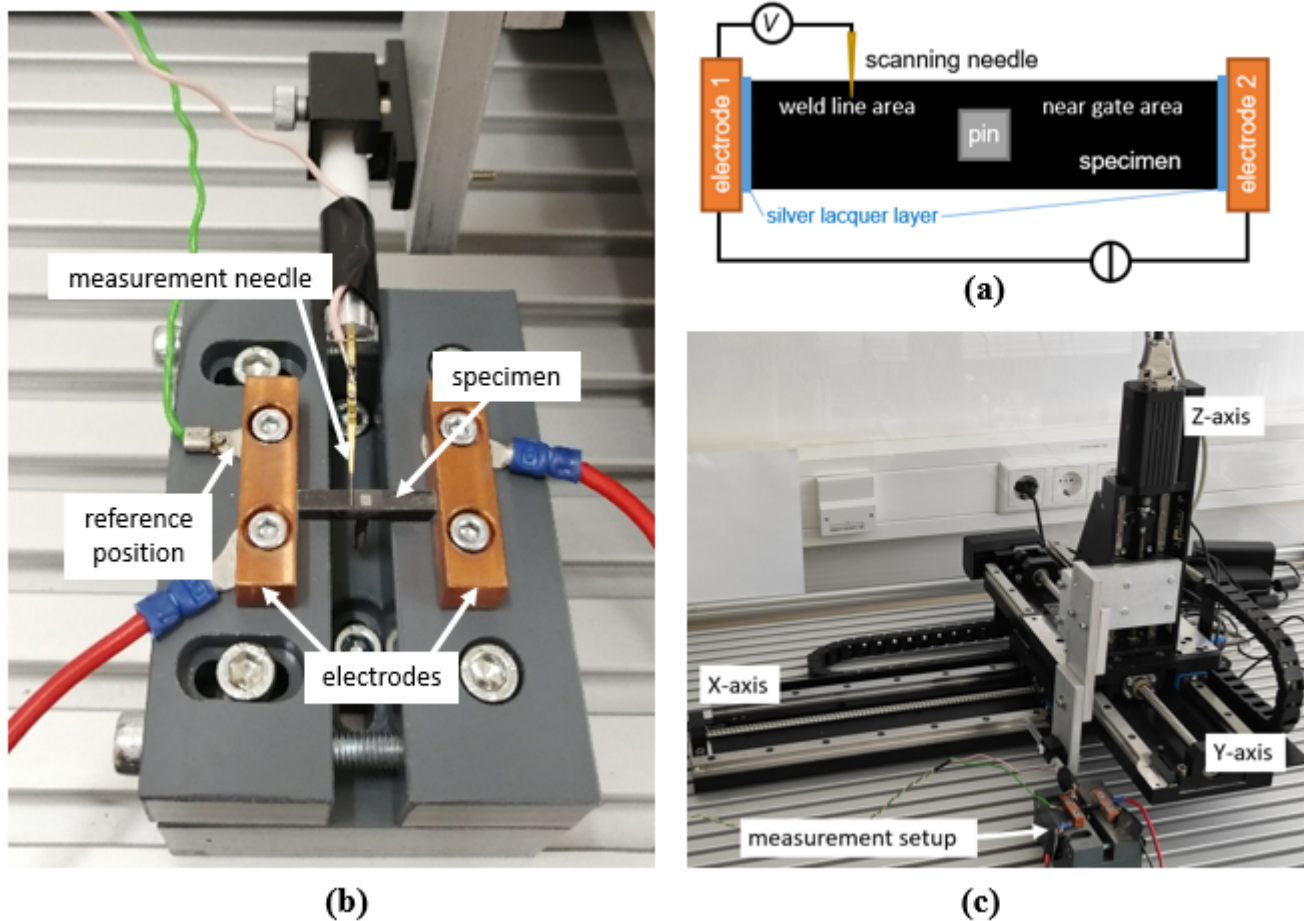 V
scanning needle
electrode 1
weld line area
near gate area
pin
specimen
electrode 2
silver lacquer layer
(a)
measurement needle
specimen
reference
position
electrodes
(b)
Z-axis
X-axis
Y-axis
measurement setup
(c)